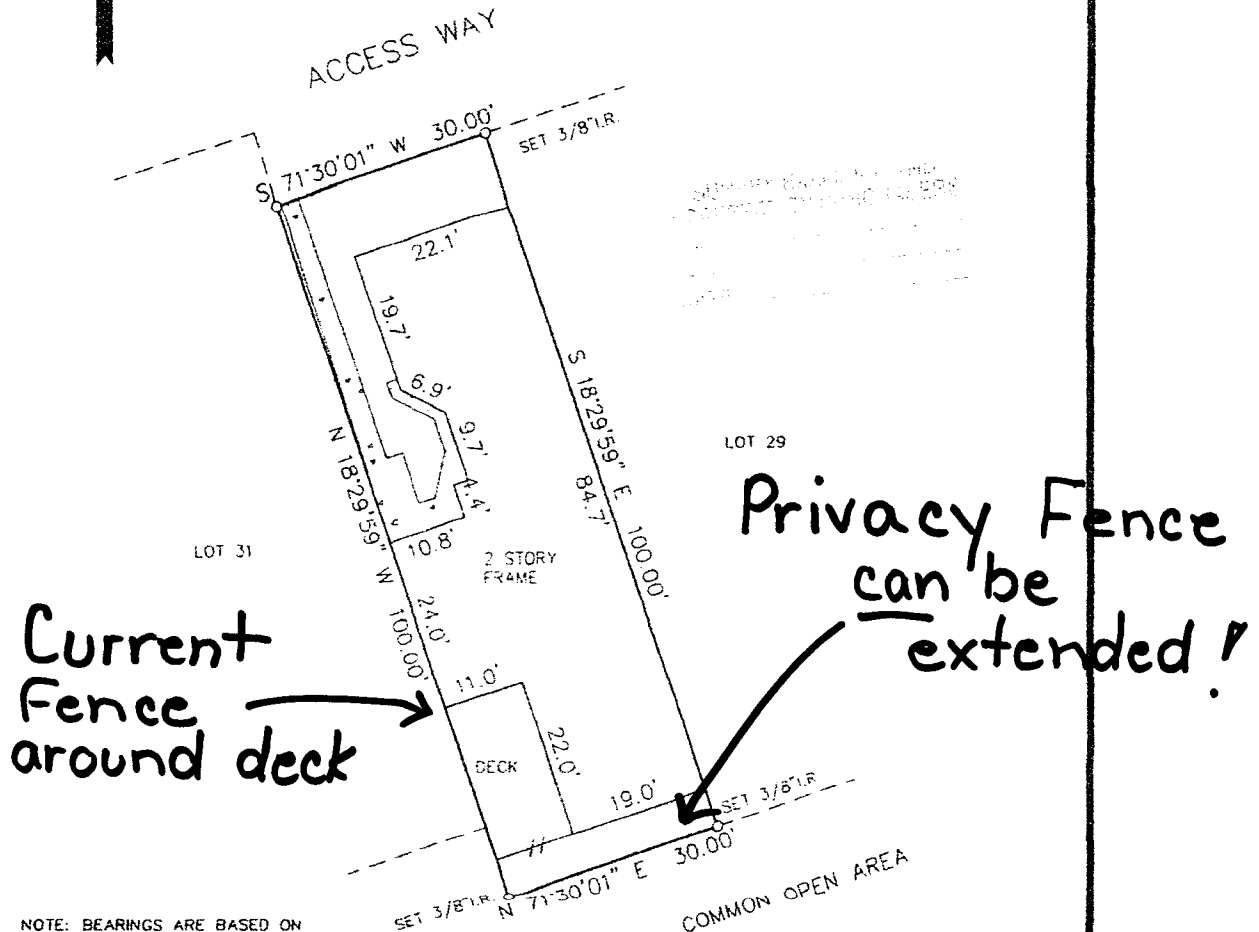 ACCESS WAY
S 71°30'01" W 30.00'
SET 3/8"I.R.
22.1'
19.7'
6.9'
9.7'
4.4'
S 18°29'59" E 100.00'
84.7'
LOT 29
N 18°29'59" W 100.00'
LOT 31
10.8'
2 STORY
FRAME
24.0'
Privacy Fence
can be
extended!
Current
Fence
around deck
11.0'
22.0'
DECK
19.0'
SET 3/8"I.R.
SET 3/8"I.R.
N 71°30'01" E 30.00'
COMMON OPEN AREA
NOTE: BEARINGS ARE BASED ON